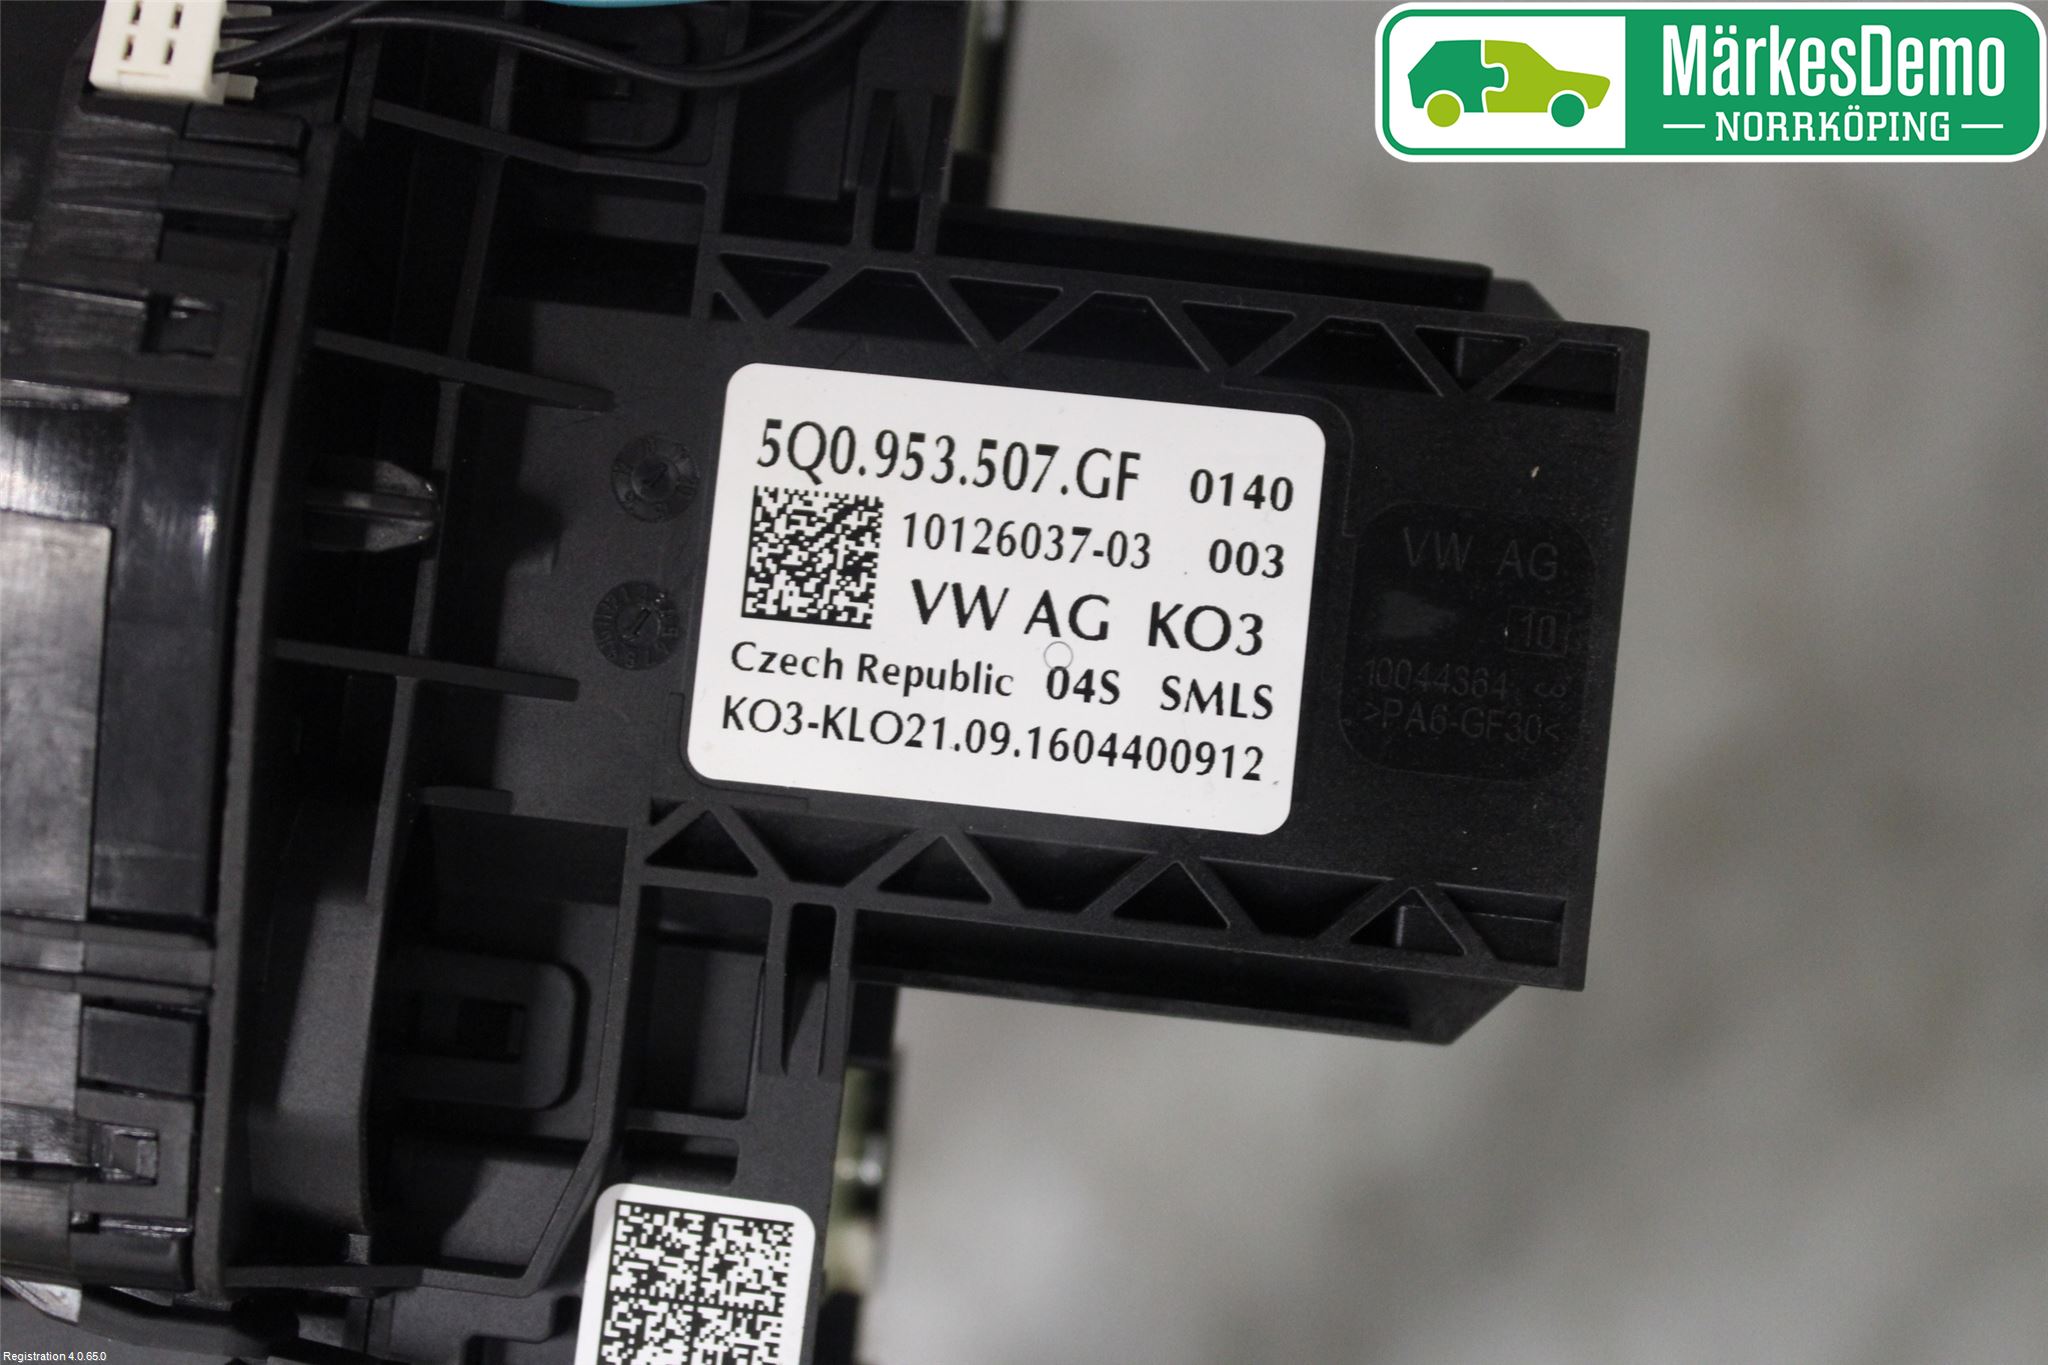 MärkesDemo
NORRKÖPING
5Q0.953.507.GF 0140
10126037-03 003
VW AG KO3
Czech Republic 04S SMLS
KO3-KLO21.09.1604400912
VW AG
10
10044364 3
>PA6-GF30<
Registration 4.0.65.0